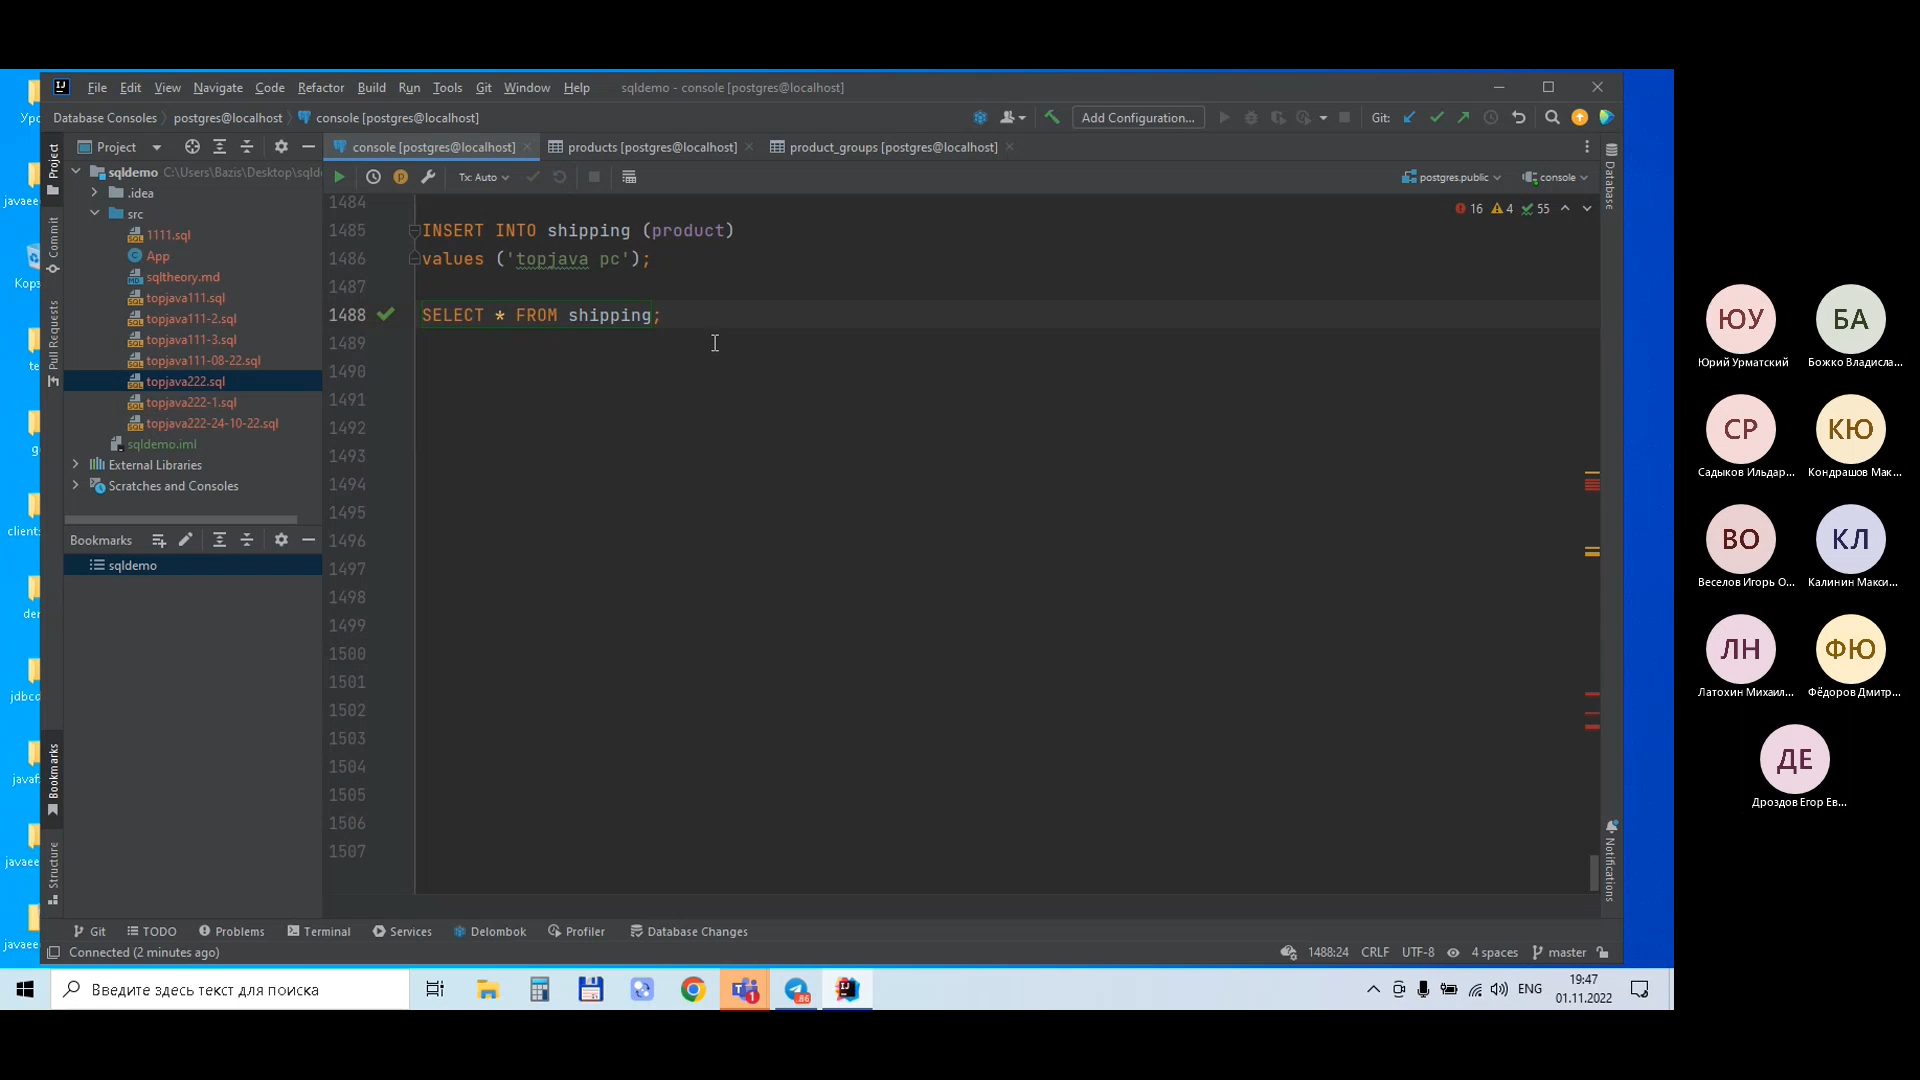 File Edit View Navigate Code Refactor Build Run Tools Git Window Help sqldemo - console [postgres@localhost]
Database Consoles postgres@localhost console [postgres@localhost] Add Configuration... Git:
Project console [postgres@localhost] products [postgres@localhost] product_groups [postgres@localhost]
Tx: Auto postgres.public console
16 4 55
sqldemo C:\Users\Bazis\Desktop\sqld
.idea
src
1111.sql
App
sqltheory.md
topjava111.sql
topjava111-2.sql
topjava111-3.sql
topjava111-08-22.sql
topjava222.sql
topjava222-1.sql
topjava222-24-10-22.sql
sqldemo.iml
External Libraries
Scratches and Consoles
Bookmarks
sqldemo
Project
Commit
Pull Requests
Bookmarks
Structure
1484
1485 INSERT INTO shipping (product)
1486 values ('topjava pc');
1487
1488 SELECT * FROM shipping;
1489
1490
1491
1492
1493
1494
1495
1496
1497
1498
1499
1500
1501
1502
1503
1504
1505
1506
1507
Database
Notifications
Git TODO Problems Terminal Services Delombok Profiler Database Changes
Connected (2 minutes ago) 1488:24 CRLF UTF-8 4 spaces master
Введите здесь текст для поиска
ENG
19:47
01.11.2022
ЮУ
Юрий Урматский
БА
Божко Владисла...
СР
Садыков Ильдар...
КЮ
Кондрашов Мак...
ВО
Веселов Игорь О...
КЛ
Калинин Макси...
ЛН
Латохин Михаил...
ФЮ
Фёдоров Дмитр...
ДЕ
Дроздов Егор Ев...
javaee
clients
jdbcd
javaf
javaee
javaee